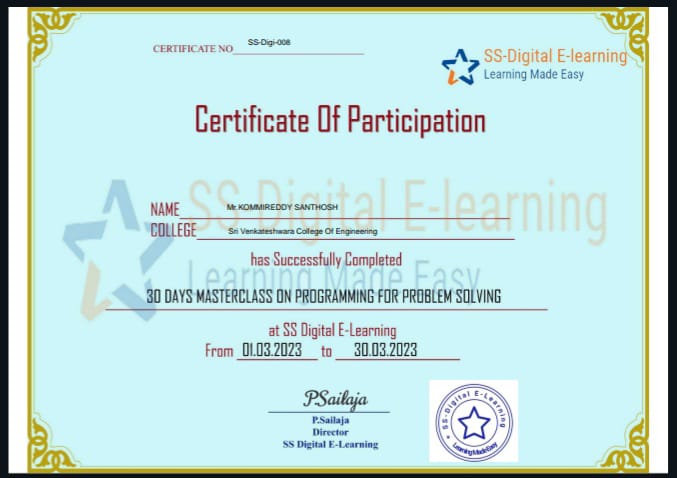 CERTIFICATE NO SS-Digi-008
SS-Digital E-learning
Learning Made Easy
Certificate Of Participation
SS-Digital E-learning
Learning Made Easy
NAME Mr.KOMMIREDDY SANTHOSH
COLLEGE Sri Venkateshwara College Of Engineering
has Successfully Completed
30 DAYS MASTERCLASS ON PROGRAMMING FOR PROBLEM SOLVING
at SS Digital E-Learning
From 01.03.2023 to 30.03.2023
PSailaja
P.Sailaja
Director
SS Digital E-Learning
SS-Digital E-Learning
Learning Made Easy